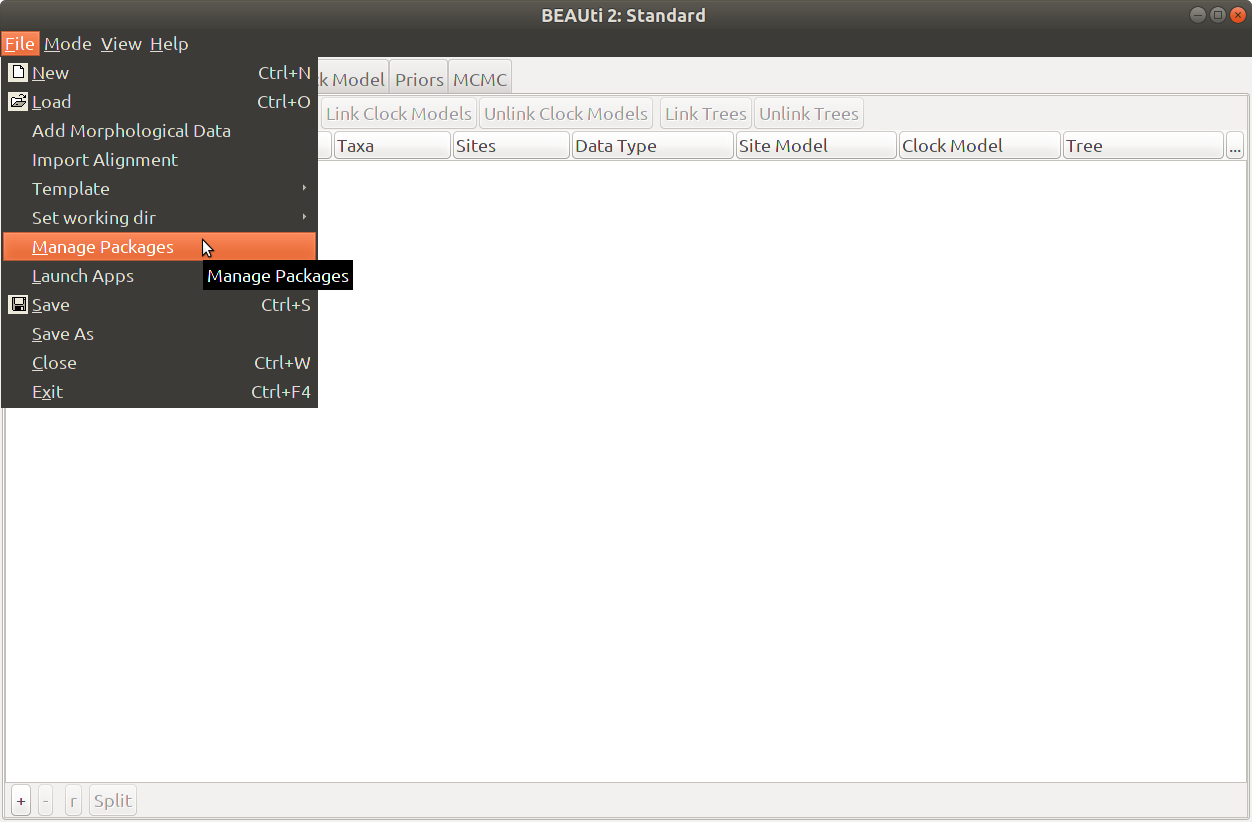 BEAUti 2: Standard
File Mode View Help
New Ctrl+N
k Model Priors MCMC
Load Ctrl+O
Link Clock Models Unlink Clock Models Link Trees Unlink Trees
Add Morphological Data
Taxa Sites Data Type Site Model Clock Model Tree ...
Import Alignment
Template
Set working dir
Manage Packages
Launch Apps
Manage Packages
Save Ctrl+S
Save As
Close Ctrl+W
Exit Ctrl+F4
+ - r Split